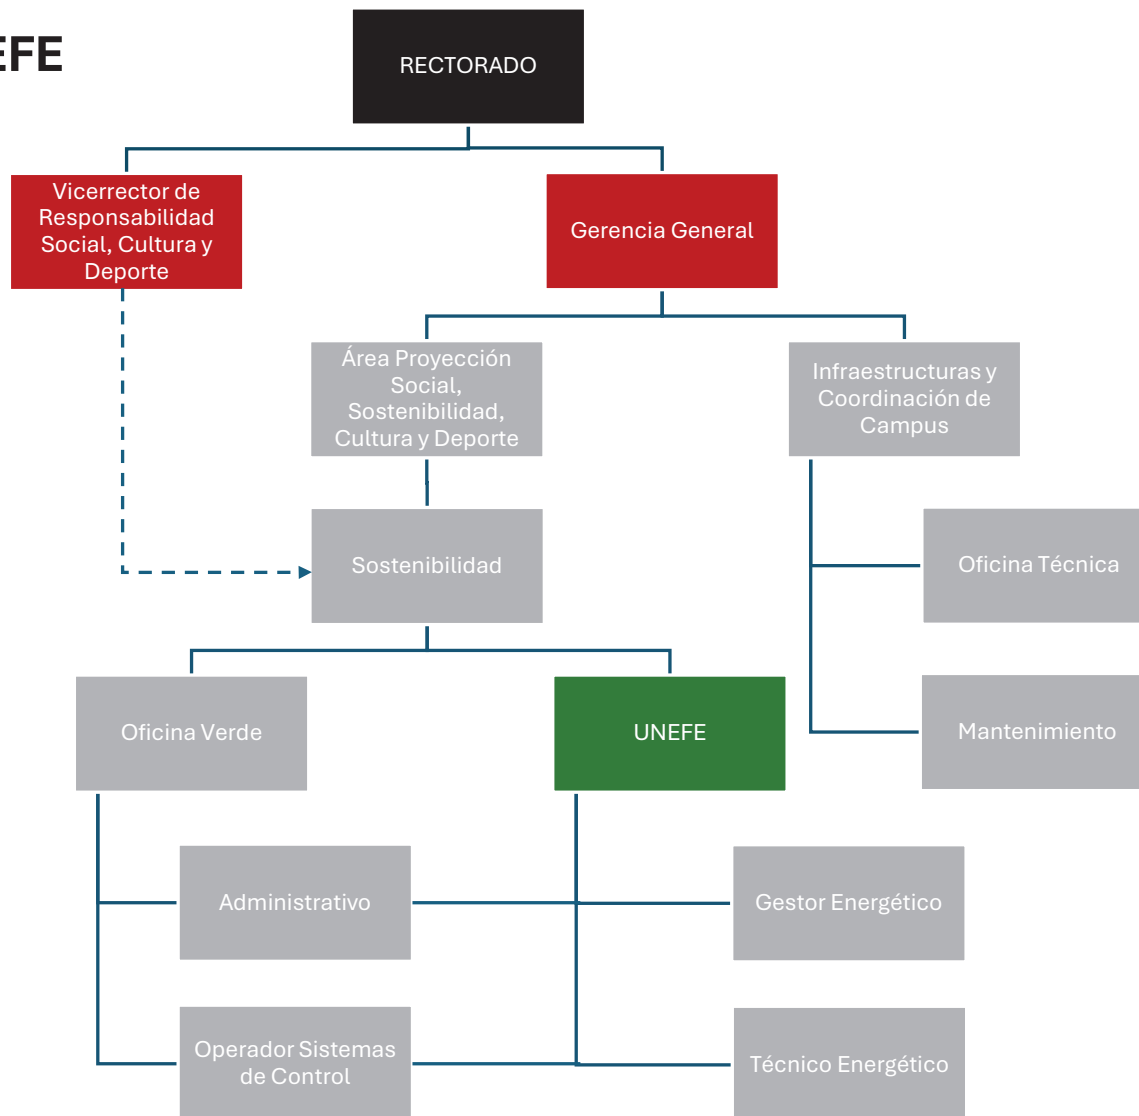 EFE
RECTORADO
Vicerrector de
Responsabilidad
Social, Cultura y
Deporte
Gerencia General
Área Proyección
Social,
Sostenibilidad,
Cultura y Deporte
Infraestructuras y
Coordinación de
Campus
Sostenibilidad
Oficina Técnica
Oficina Verde
UNEFE
Mantenimiento
Administrativo
Gestor Energético
Operador Sistemas
de Control
Técnico Energético